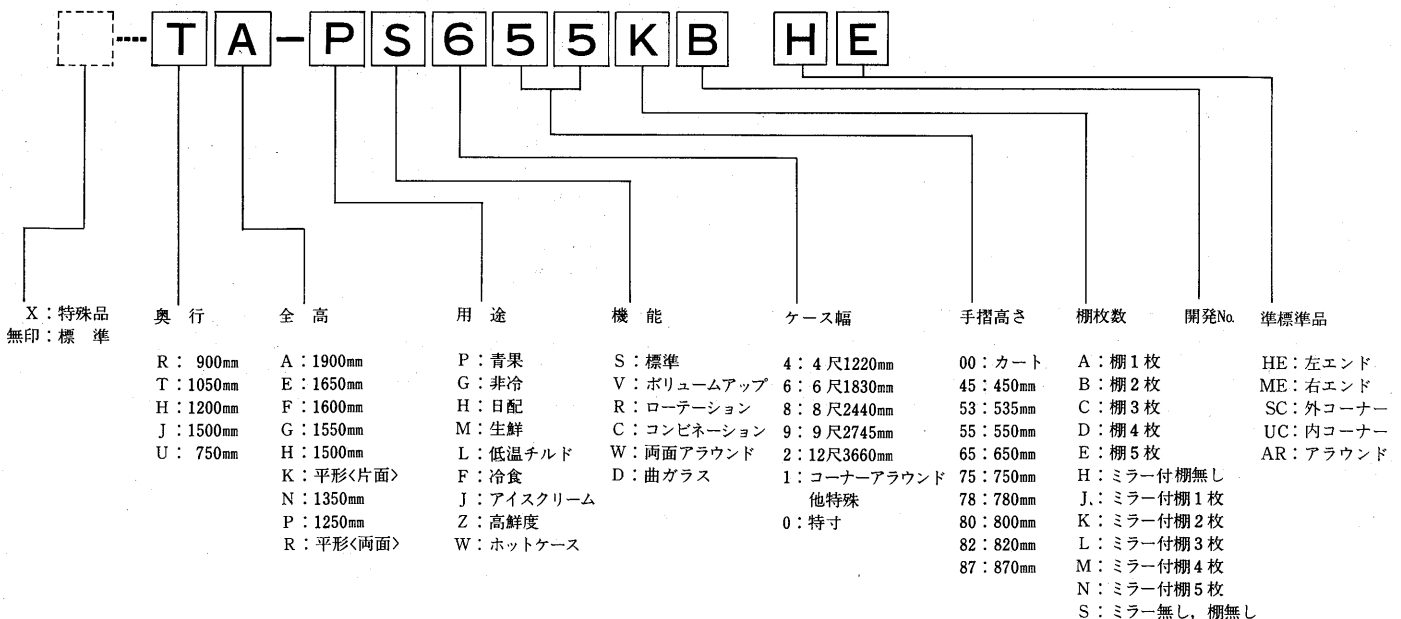 TA-PS655KB HE
X：特殊品
無印：標 準
奥 行
R： 900mm
T：1050mm
H：1200mm
J：1500mm
U： 750mm
全 高
A：1900mm
E：1650mm
F：1600mm
G：1550mm
H：1500mm
K：平形<片面>
N：1350mm
P：1250mm
R：平形<両面>
用 途
P：青果
G：非冷
H：日配
M：生鮮
L：低温チルド
F：冷食
J：アイスクリーム
Z：高鮮度
W：ホットケース
機 能
S：標準
V：ボリュームアップ
R：ローテーション
C：コンビネーション
W：両面アラウンド
D：曲ガラス
ケース幅
4：4尺1220mm
6：6尺1830mm
8：8尺2440mm
9：9尺2745mm
2：12尺3660mm
1：コーナーアラウンド
他特殊
0：特寸
手摺高さ
00：カート
45：450mm
53：535mm
55：550mm
65：650mm
75：750mm
78：780mm
80：800mm
82：820mm
87：870mm
棚枚数
A：棚1枚
B：棚2枚
C：棚3枚
D：棚4枚
E：棚5枚
H：ミラー付棚無し
J：ミラー付棚1枚
K：ミラー付棚2枚
L：ミラー付棚3枚
M：ミラー付棚4枚
N：ミラー付棚5枚
S：ミラー無し，棚無し
開発No.
準標準品
HE：左エンド
ME：右エンド
SC：外コーナー
UC：内コーナー
AR：アラウンド